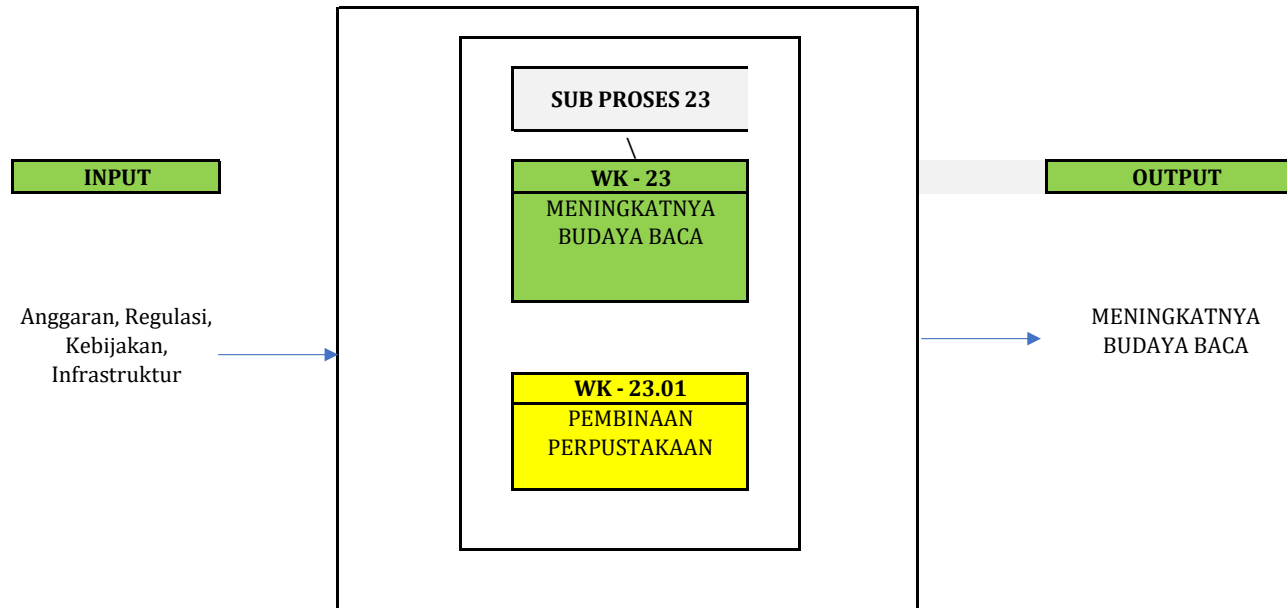 SUB PROSES 23
INPUT
WK - 23
OUTPUT
MENINGKATNYA
BUDAYA BACA
Anggaran, Regulasi,
Kebijakan,
Infrastruktur
MENINGKATNYA
BUDAYA BACA
WK - 23.01
PEMBINAAN
PERPUSTAKAAN